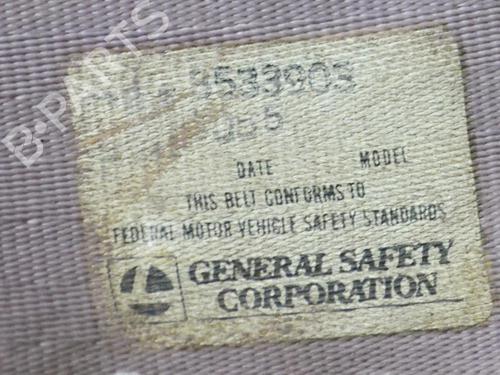 B-PARTS
9533903
DATE MODEL
THIS BELT CONFORMS TO
FEDERAL MOTOR VEHICLE SAFETY STANDARDS
GENERAL SAFETY
CORPORATION